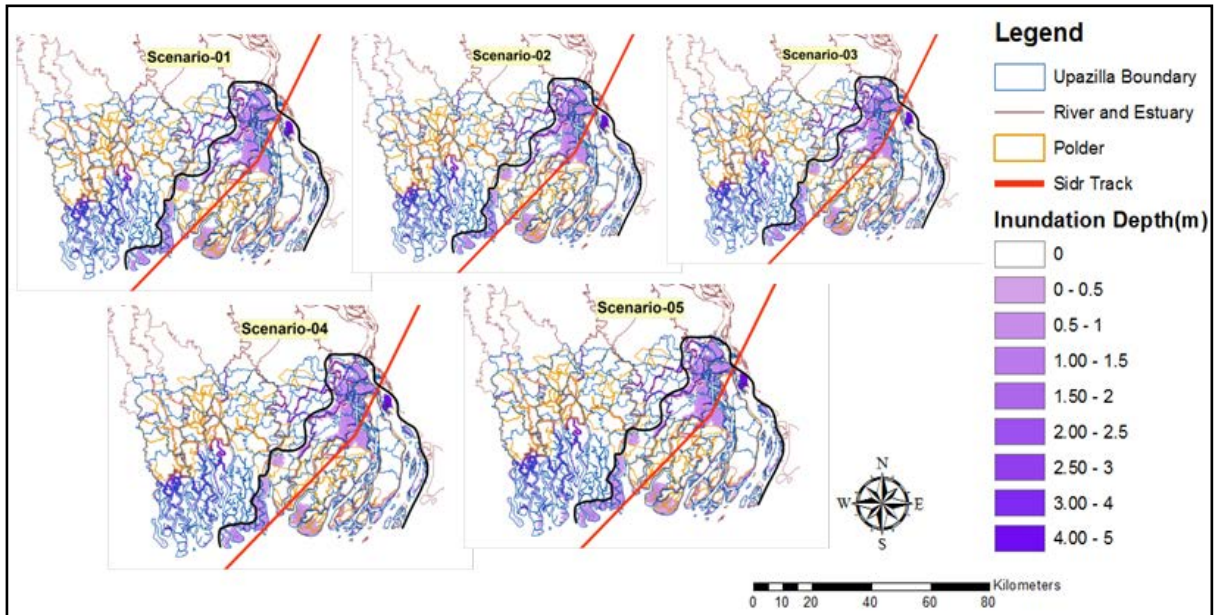 Scenario-01
Scenario-02
Scenario-03
Scenario-04
Scenario-05
Legend
Upazilla Boundary
River and Estuary
Polder
Sidr Track
Inundation Depth(m)
0
0 - 0.5
0.5 - 1
1.00 - 1.5
1.50 - 2
2.00 - 2.5
2.50 - 3
3.00 - 4
4.00 - 5
N
W E
S
Kilometers
0 10 20 40 60 80